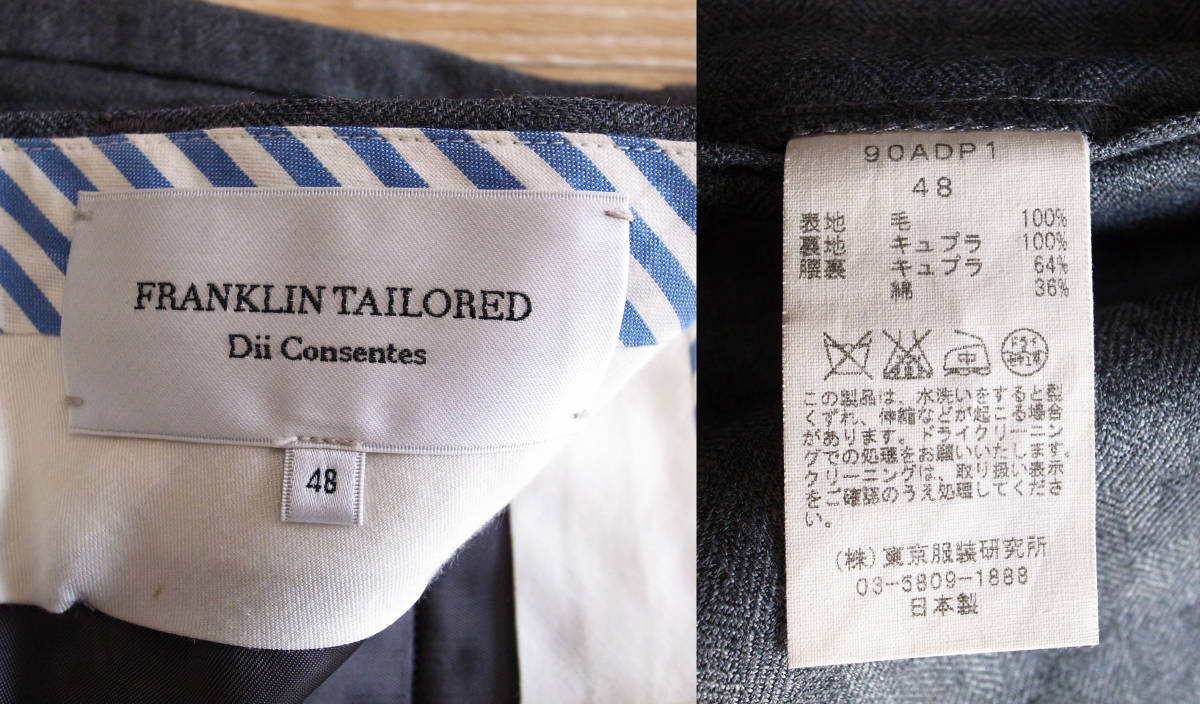 FRANKLIN TAILORED
Dii Consentes
48
90ADP1
48
表地 毛 100%
裏地 キュプラ 100%
腰裏 キュプラ 64%
綿 36%
中
ドライ
この製品は、水洗いをすると型
くずれ、伸縮などが起こる場合
があります。ドライクリーニン
グでの処理をお願いいたします。
クリーニングは、取り扱い表示
をご確認のうえ処理してくださ
い。
(株)東京服装研究所
03-5809-1888
日本製